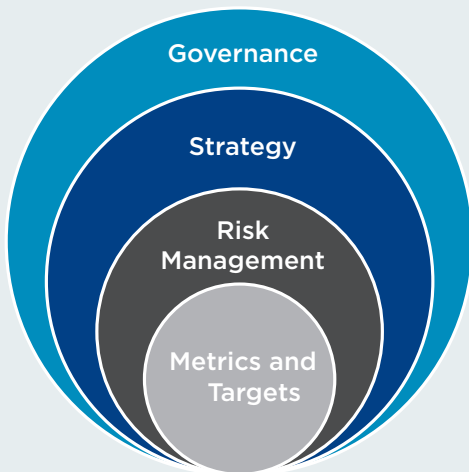 Governance
Strategy
Risk
Management
Metrics and
Targets